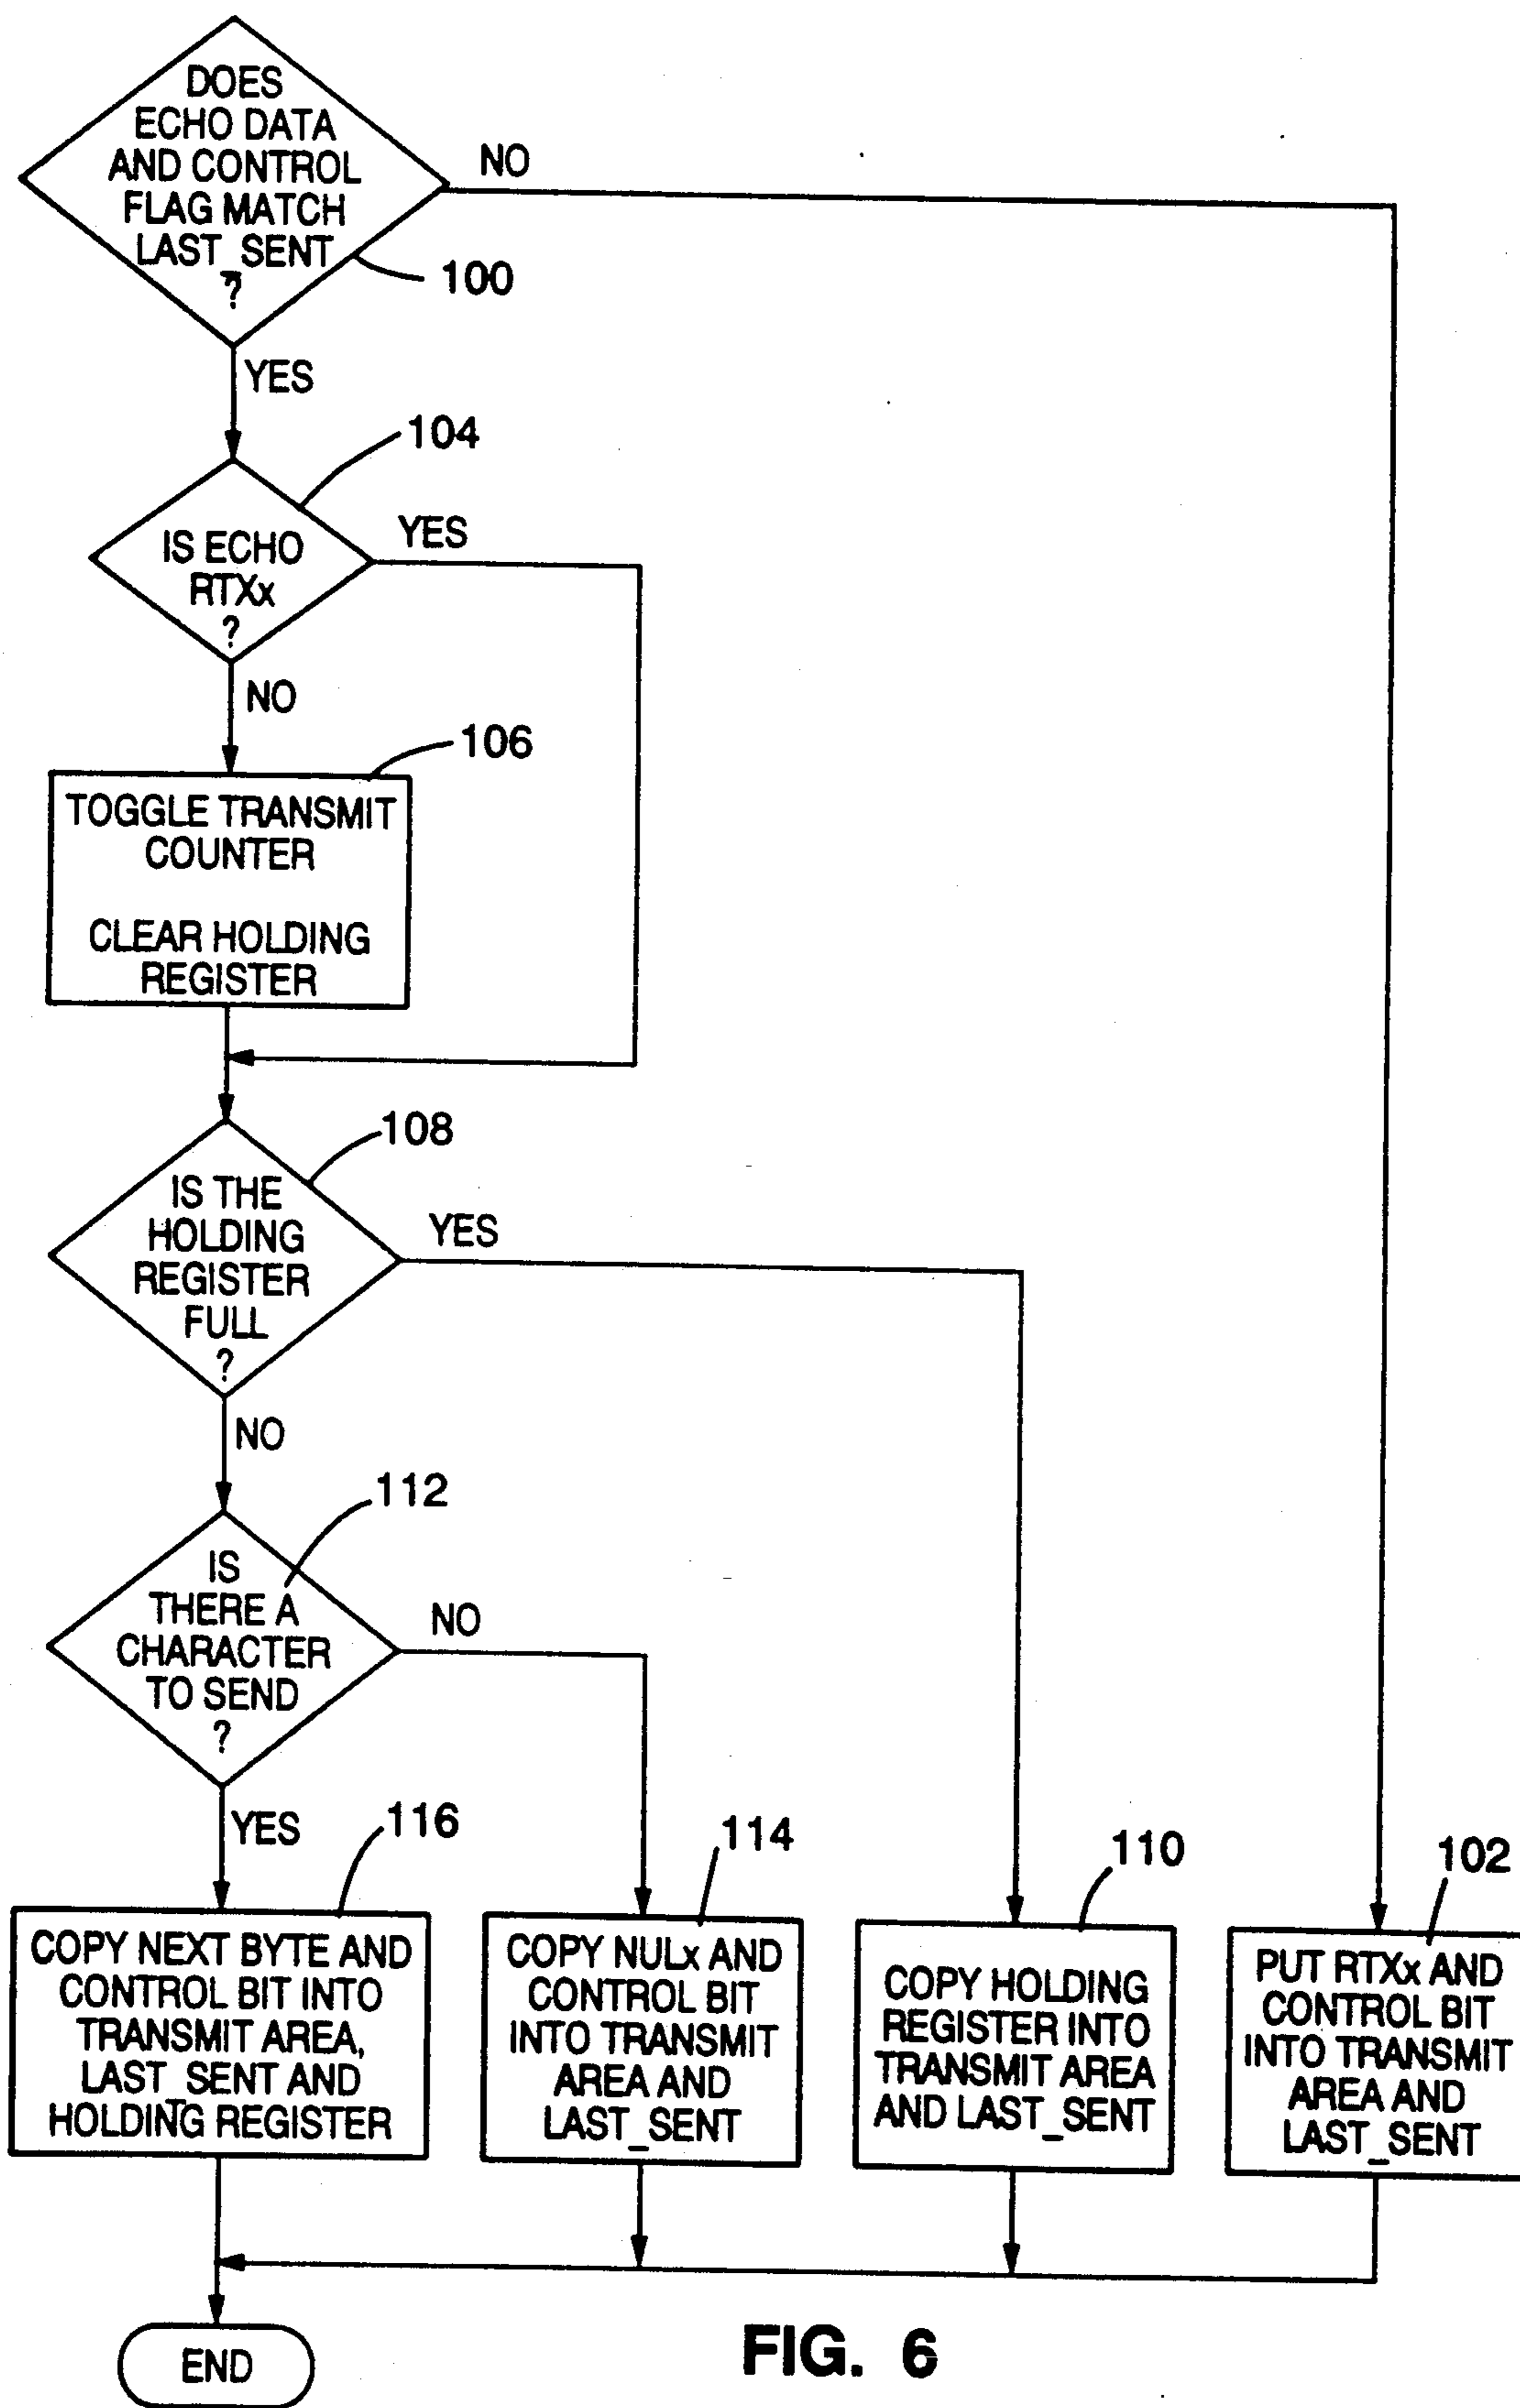 DOES
ECHO DATA
AND CONTROL
FLAG MATCH
LAST_SENT
?
NO
100
YES
104
IS ECHO
RTXx
?
YES
NO
106
TOGGLE TRANSMIT
COUNTER
CLEAR HOLDING
REGISTER
108
IS THE
HOLDING
REGISTER
FULL
?
YES
NO
112
IS
THERE A
CHARACTER
TO SEND
?
NO
YES
116
114
110
102
COPY NEXT BYTE AND
CONTROL BIT INTO
TRANSMIT AREA,
LAST_SENT AND
HOLDING REGISTER
COPY NULx AND
CONTROL BIT
INTO TRANSMIT
AREA AND
LAST_SENT
COPY HOLDING
REGISTER INTO
TRANSMIT AREA
AND LAST_SENT
PUT RTXx AND
CONTROL BIT
INTO TRANSMIT
AREA AND
LAST_SENT
END
FIG. 6